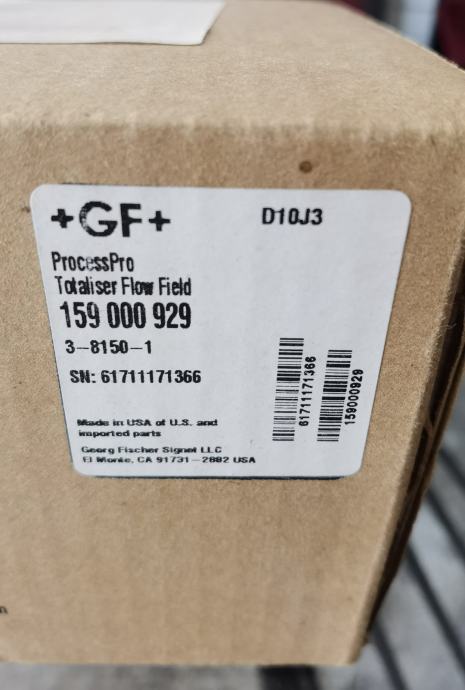 +GF+ D10J3
ProcessPro
Totaliser Flow Field
159 000 929
3-8150-1
SN: 61711171366
Made in USA of U.S. and
imported parts
Georg Fischer Signet LLC
El Monte, CA 91731-2882 USA
61711171366
159000929